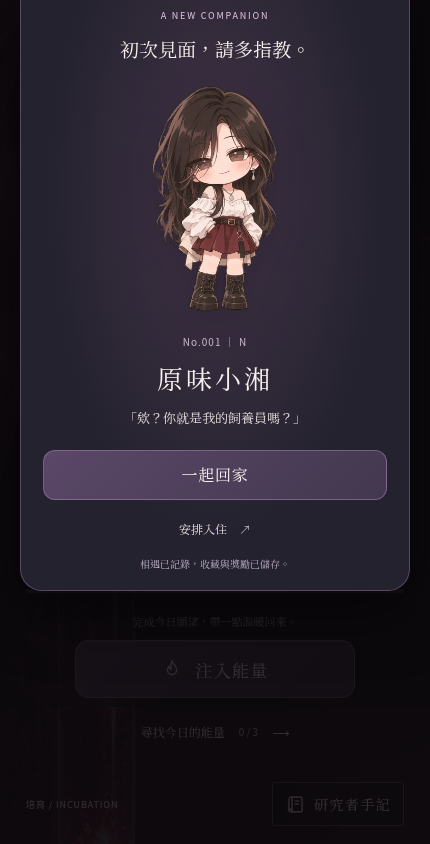 A NEW COMPANION
初次見面，請多指教。
No.001 ｜ N
原味小湘
「欸？你就是我的飼養員嗎？」
一起回家
安排入住 ↗
相遇已記錄，收藏與獎勵已儲存。
完成今日願望，帶一點溫暖回來。
注入能量
尋找今日的能量 0/3 →
培育 / INCUBATION
研究者手記